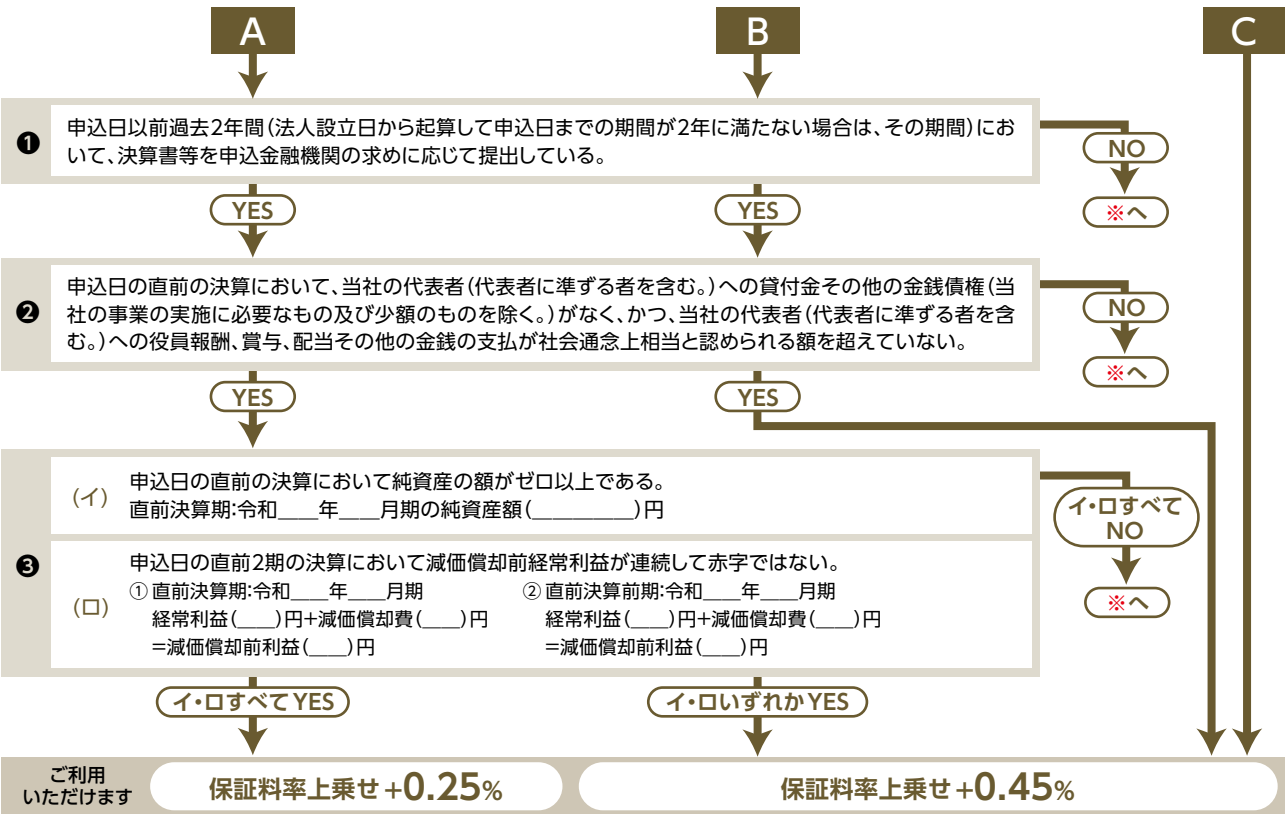 A
B
C
❶
申込日以前過去2年間(法人設立日から起算して申込日までの期間が2年に満たない場合は、その期間)にお
いて、決算書等を申込金融機関の求めに応じて提出している。
NO
※へ
YES
YES
❷
申込日の直前の決算において、当社の代表者(代表者に準ずる者を含む。)への貸付金その他の金銭債権(当
社の事業の実施に必要なもの及び少額のものを除く。)がなく、かつ、当社の代表者(代表者に準ずる者を含
む。)への役員報酬、賞与、配当その他の金銭の支払が社会通念上相当と認められる額を超えていない。
NO
※へ
YES
YES
❸
(イ)
申込日の直前の決算において純資産の額がゼロ以上である。
直前決算期:令和___年___月期の純資産額(________)円
(ロ)
申込日の直前2期の決算において減価償却前経常利益が連続して赤字ではない。
① 直前決算期:令和___年___月期
経常利益(___)円+減価償却費(___)円
=減価償却前利益(___)円
② 直前決算前期:令和___年___月期
経常利益(___)円+減価償却費(___)円
=減価償却前利益(___)円
イ・ロすべて
NO
※へ
イ・ロすべて YES
イ・ロいずれか YES
ご利用
いただけます
保証料率上乗せ+0.25%
保証料率上乗せ+0.45%